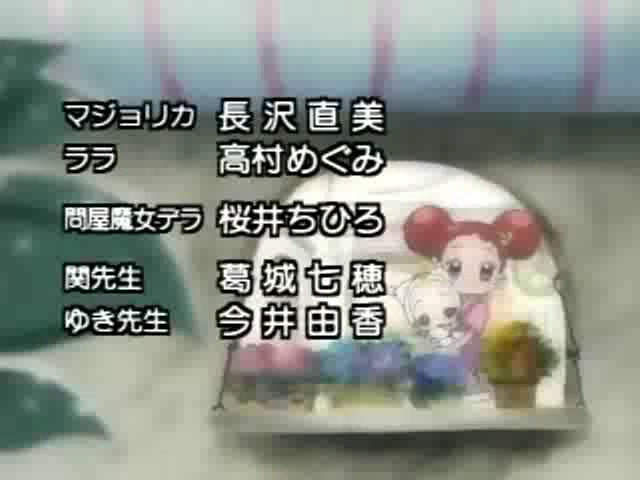 マジョリカ 長沢直美
ララ 高村めぐみ
問屋魔女デラ 桜井ちひろ
関先生 葛城七穂
ゆき先生 今井由香